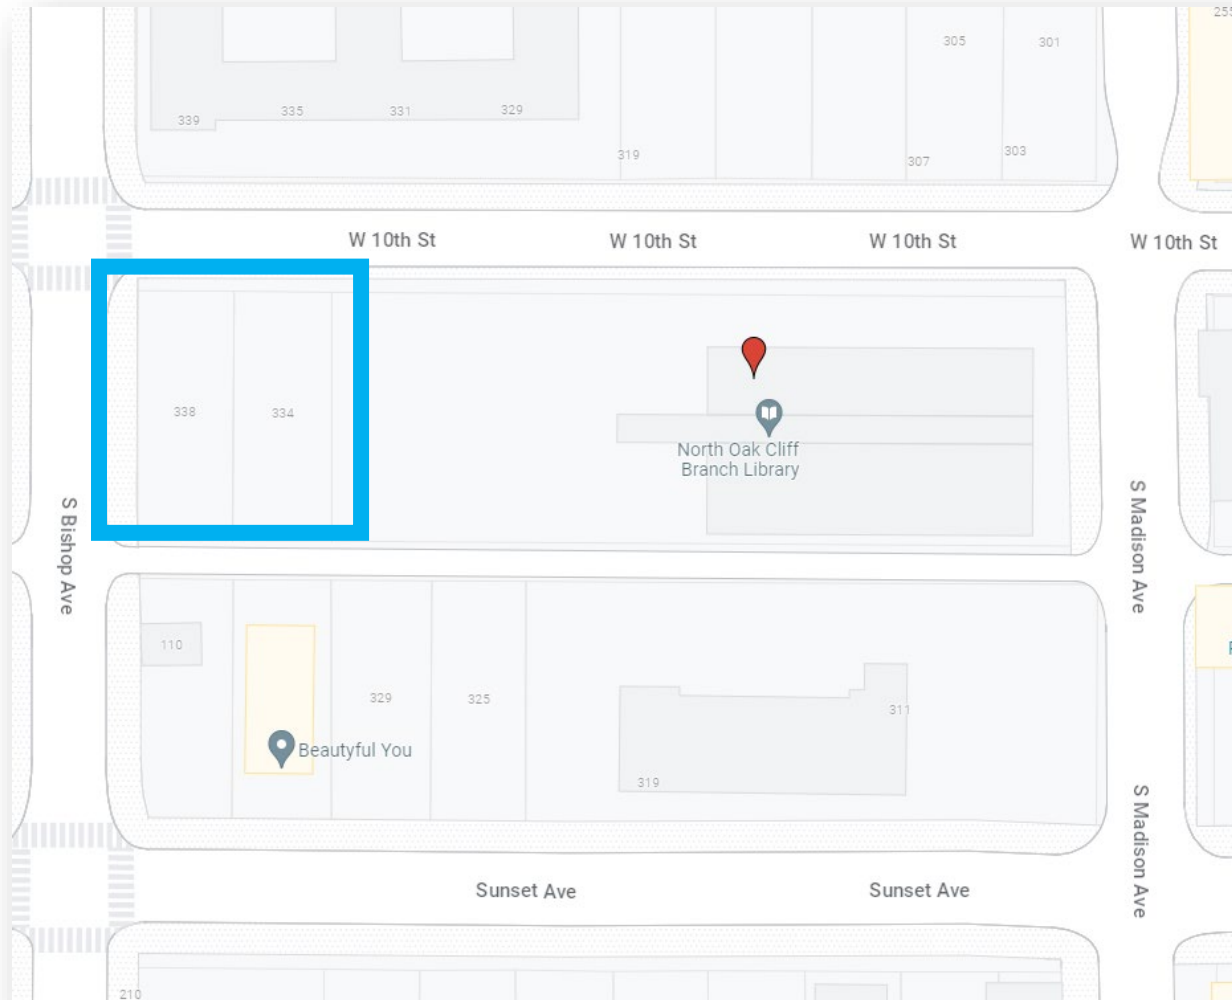 255
305
301
335
331
329
339
319
307
303
W 10th St
W 10th St
W 10th St
W 10th St
338
334
North Oak Cliff
Branch Library
S Bishop Ave
S Madison Ave
110
329
325
311
Beautyful You
319
S Madison Ave
Sunset Ave
Sunset Ave
210